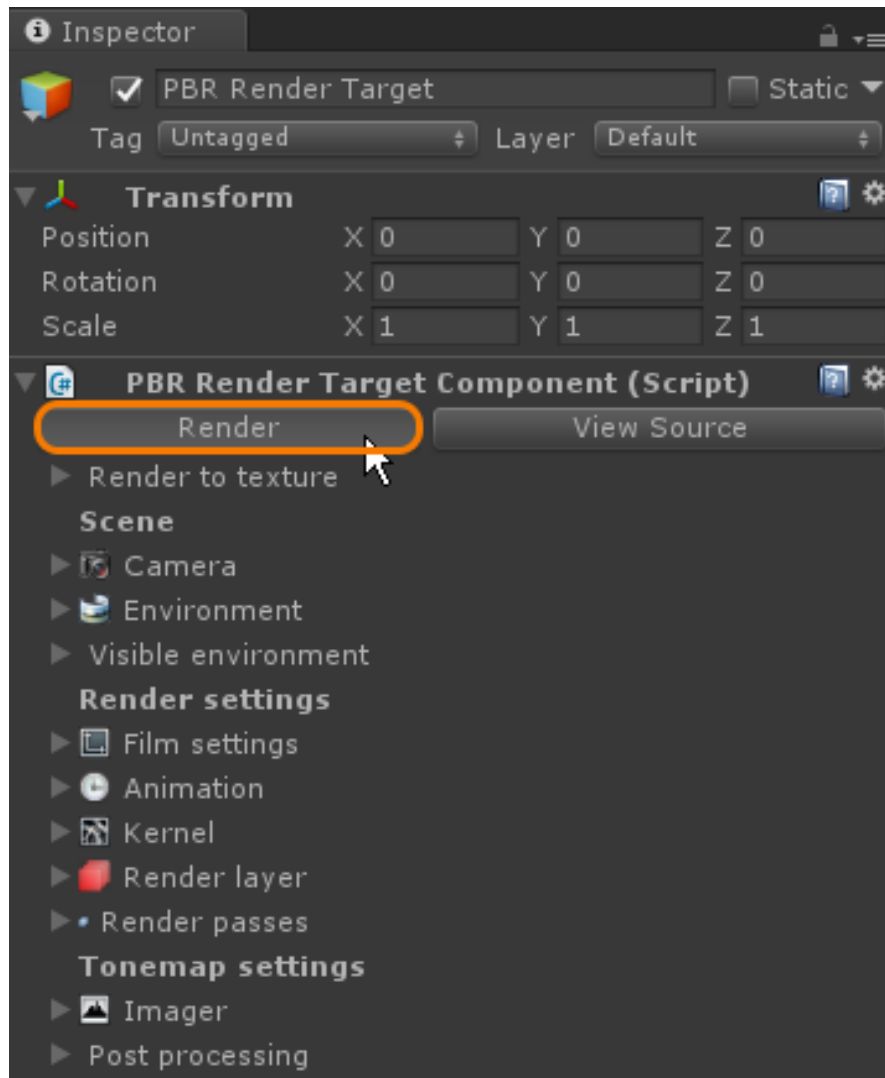 Inspector
PBR Render Target Static
Tag Untagged Layer Default
Transform
Position X 0 Y 0 Z 0
Rotation X 0 Y 0 Z 0
Scale X 1 Y 1 Z 1
C# PBR Render Target Component (Script)
Render View Source
Render to texture
Scene
Camera
Environment
Visible environment
Render settings
Film settings
Animation
Kernel
Render layer
Render passes
Tonemap settings
Imager
Post processing